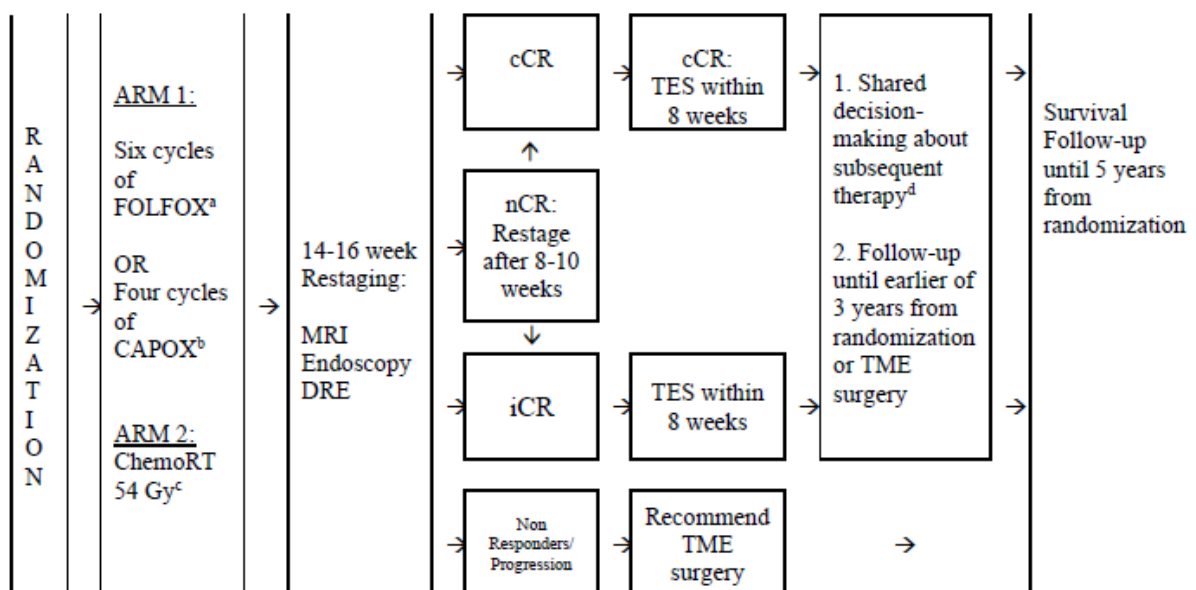 R
A
N
D
O
M
I
Z
A
T
I
O
N
→
ARM 1:
Six cycles
of
FOLFOXᵃ
OR
Four cycles
of
CAPOXᵇ
ARM 2:
ChemoRT
54 Gyᶜ
→
14-16 week
Restaging:
MRI
Endoscopy
DRE
→
cCR
→
cCR:
TES within
8 weeks
→
↑
→
nCR:
Restage
after 8-10
weeks
↓
→
iCR
→
TES within
8 weeks
→
→
Non
Responders/
Progression
→
Recommend
TME
surgery
→
1. Shared
decision-
making about
subsequent
therapyᵈ
2. Follow-up
until earlier of
3 years from
randomization
or TME
surgery
→
→
Survival
Follow-up
until 5 years
from
randomization